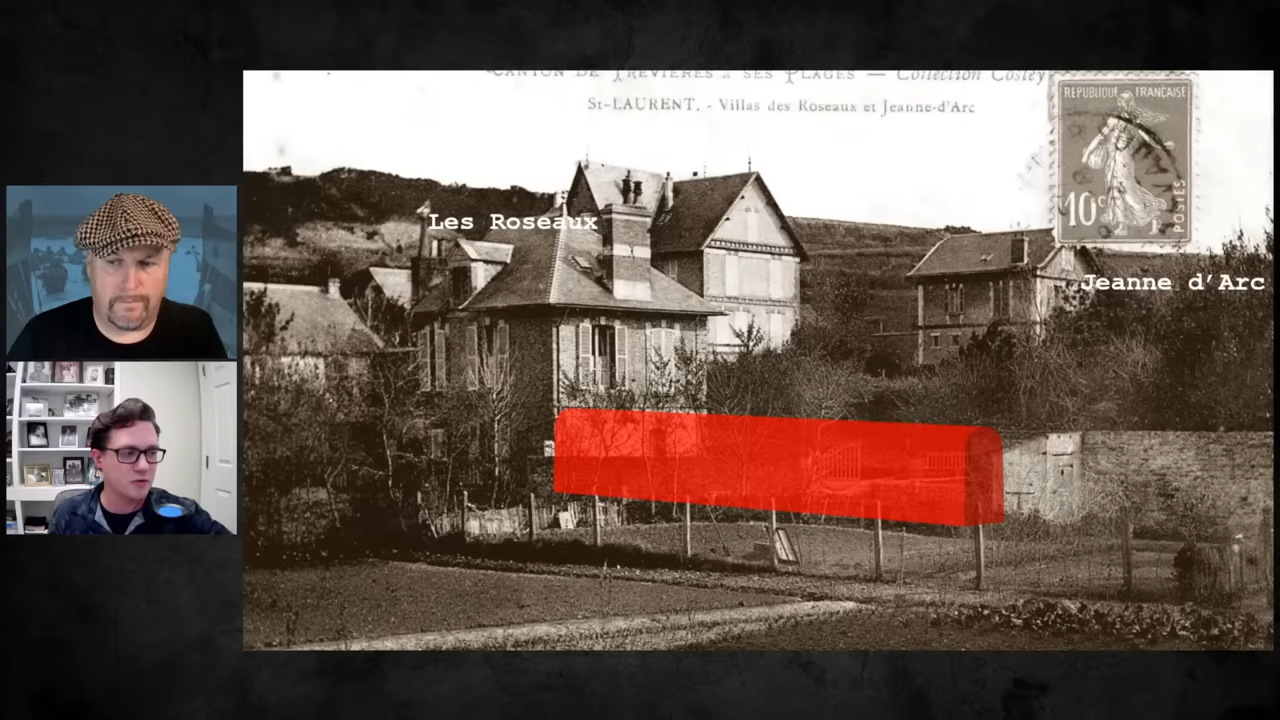 CANTON DE TREVIÈRES & SES PLAGES — Collection Costey
St-LAURENT. - Villas des Roseaux et Jeanne-d'Arc
REPUBLIQUE FRANÇAISE
10c
POSTES
Les Roseaux
Jeanne d'Arc